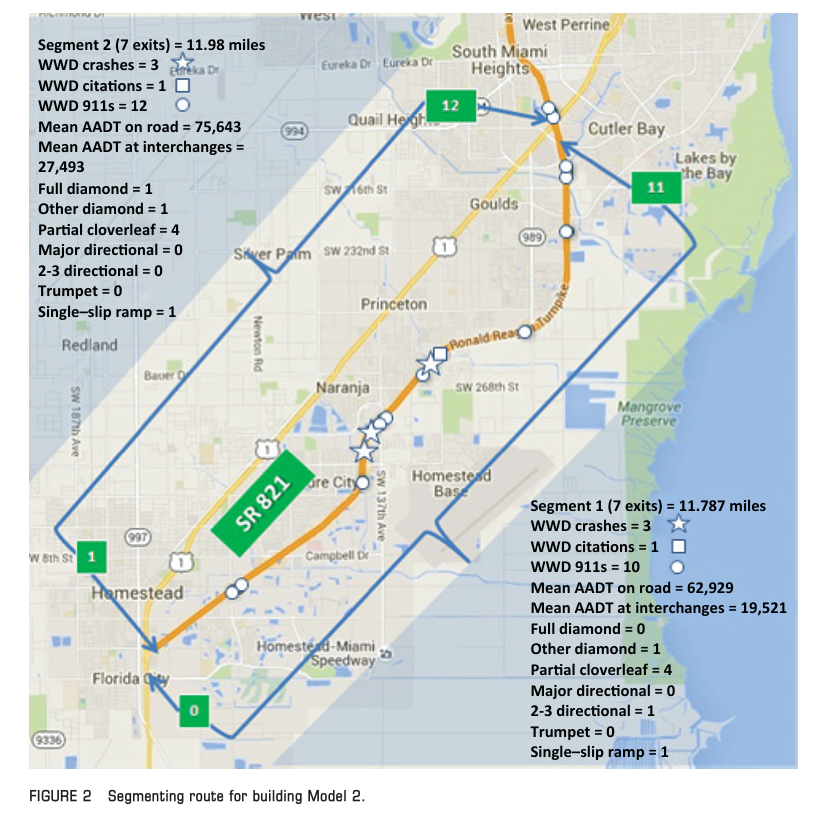 Richmond Dr
West
West Perrine
Segment 2 (7 exits) = 11.98 miles
WWD crashes = 3
WWD citations = 1
WWD 911s = 12
Mean AADT on road = 75,643
Mean AADT at interchanges =
27,493
Full diamond = 1
Other diamond = 1
Partial cloverleaf = 4
Major directional = 0
2-3 directional = 0
Trumpet = 0
Single–slip ramp = 1
South Miami
Heights
Eureka Dr
Eureka Dr
Eureka Dr
12
994
Quail Heigh
Cutler Bay
Lakes by
the Bay
11
SW 216th St
Goulds
989
1
Silver Palm
SW 232nd St
Princeton
Ronald Rea
Turnpike
Newton Rd
Redland
Bauer D
Naranja
SW 268th St
SW 187th Ave
Mangrove
Preserve
1
SR 821
ure City
SW 137th Ave
Homestead
Base
Segment 1 (7 exits) = 11.787 miles
WWD crashes = 3
WWD citations = 1
WWD 911s = 10
Mean AADT on road = 62,929
Mean AADT at interchanges = 19,521
Full diamond = 0
Other diamond = 1
Partial cloverleaf = 4
Major directional = 0
2-3 directional = 1
Trumpet = 0
Single–slip ramp = 1
997
W 8th St
1
1
Campbell Dr
Homestead
Homestead-Miami
Speedway
Florida City
0
9336
FIGURE 2 Segmenting route for building Model 2.